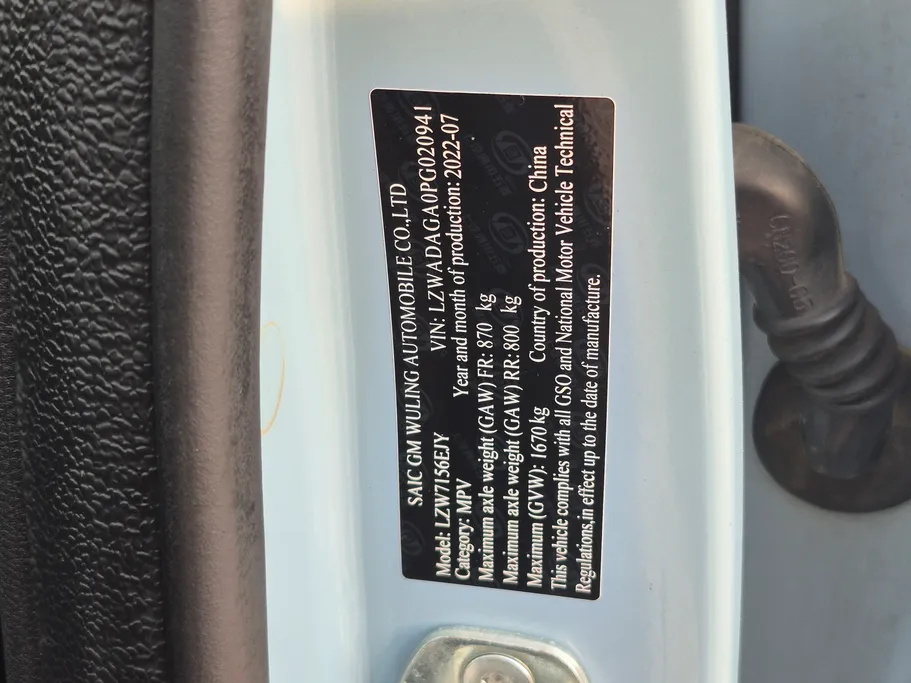 SAIC GM WULING AUTOMOBILE CO.,LTD
Model: LZW7156EJY VIN: LZWADAGA0PG020941
Category: MPV Year and month of production: 2022-07
Maximum axle weight (GAW) FR: 870 kg
Maximum axle weight (GAW) RR: 800 kg
Maximum (GVW): 1670 kg Country of production: China
This vehicle complies with all GSO and National Motor Vehicle Technical
Regulations,in effect up to the date of manufacture.